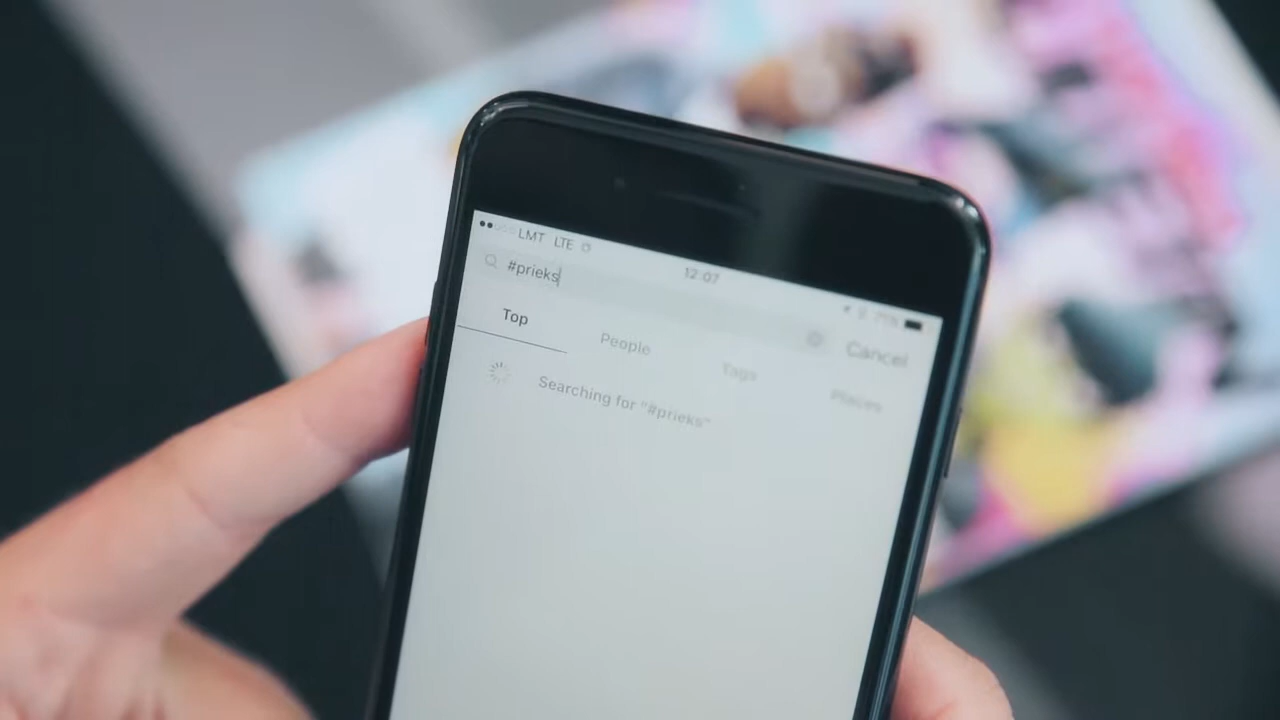 LMT LTE 12:07
#prieks Cancel
Top People Tags Places
Searching for "#prieks"